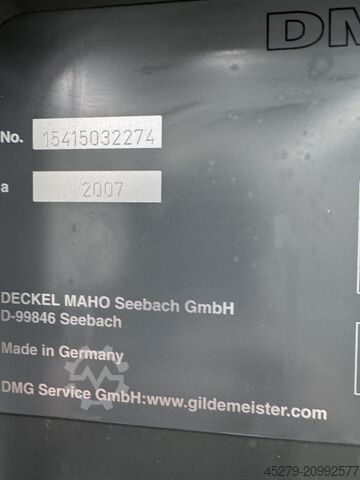 DM
No. 15415032274
a 2007
DECKEL MAHO Seebach GmbH
D-99846 Seebach
Made in Germany
DMG Service GmbH:www.gildemeister.com
45279-20992577